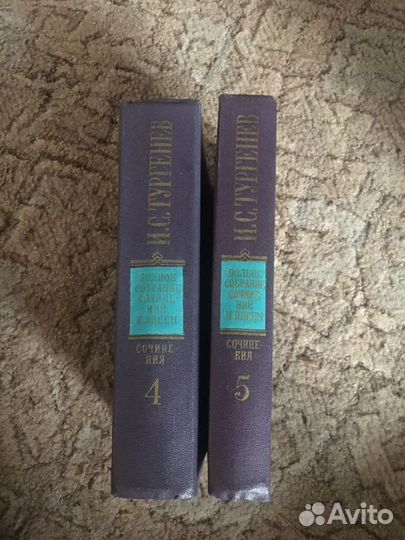 И.С.ТУРГЕНЕВ
ПОЛНОЕ
СОБРАНИЕ
СОЧИНЕ-
НИЙ
И ПИСЕМ
СОЧИНЕ-
НИЯ
4
И.С.ТУРГЕНЕВ
ПОЛНОЕ
СОБРАНИЕ
СОЧИНЕ-
НИЙ
И ПИСЕМ
СОЧИНЕ-
НИЯ
5
Avito